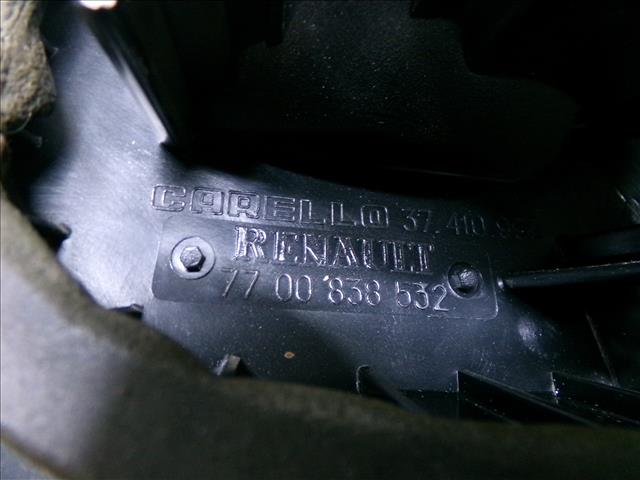 CARELLO 37.410.
RENAULT
77 00 838 532